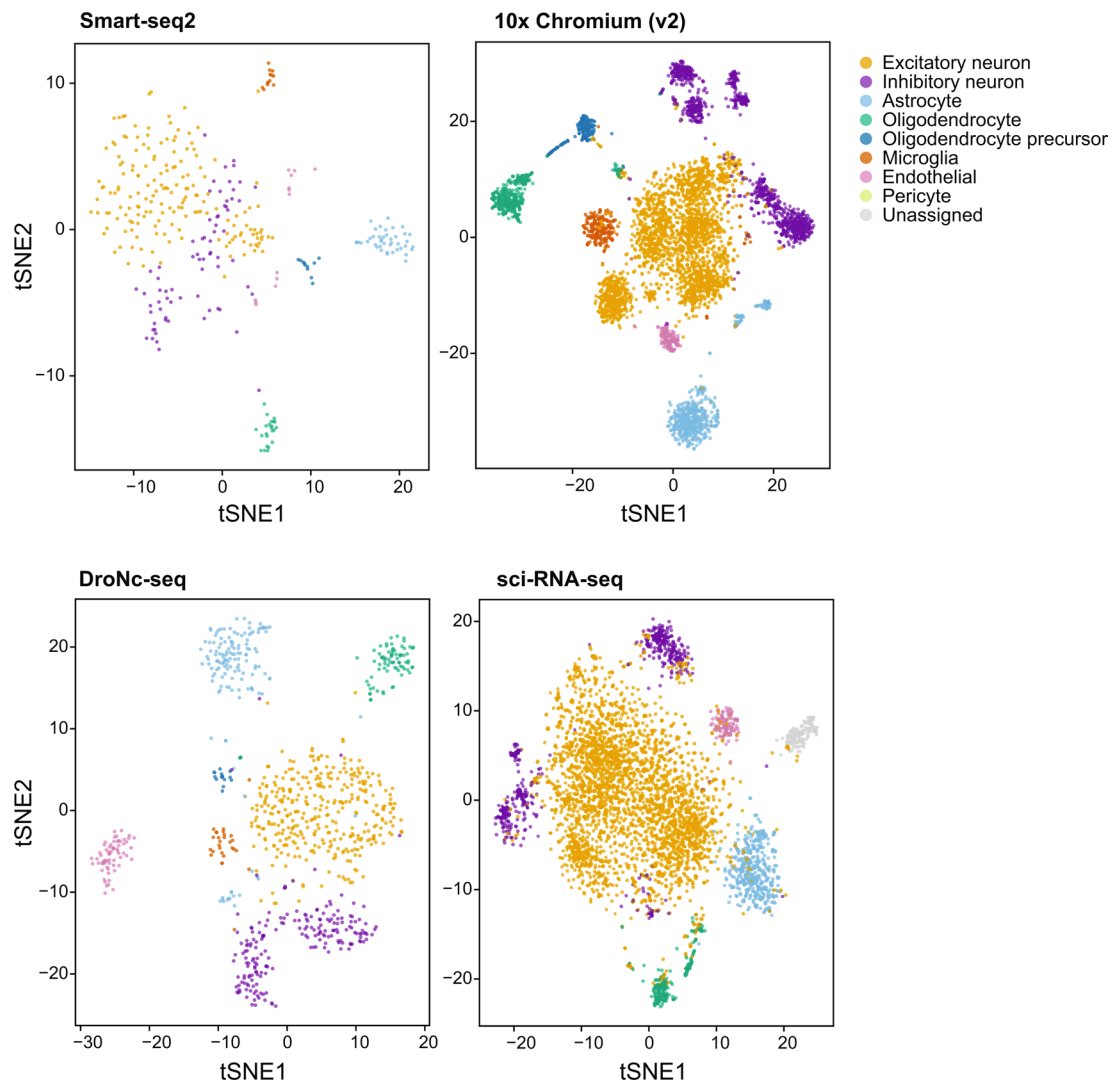 Smart-seq2
10x Chromium (v2)
10
0
−10
tSNE2
−10
0
10
20
tSNE1
20
0
−20
−20
0
20
tSNE1
Excitatory neuron
Inhibitory neuron
Astrocyte
Oligodendrocyte
Oligodendrocyte precursor
Microglia
Endothelial
Pericyte
Unassigned
DroNc-seq
sci-RNA-seq
20
10
0
−10
−20
tSNE2
−30
−20
−10
0
10
20
tSNE1
20
10
0
−10
−20
−20
−10
0
10
20
tSNE1